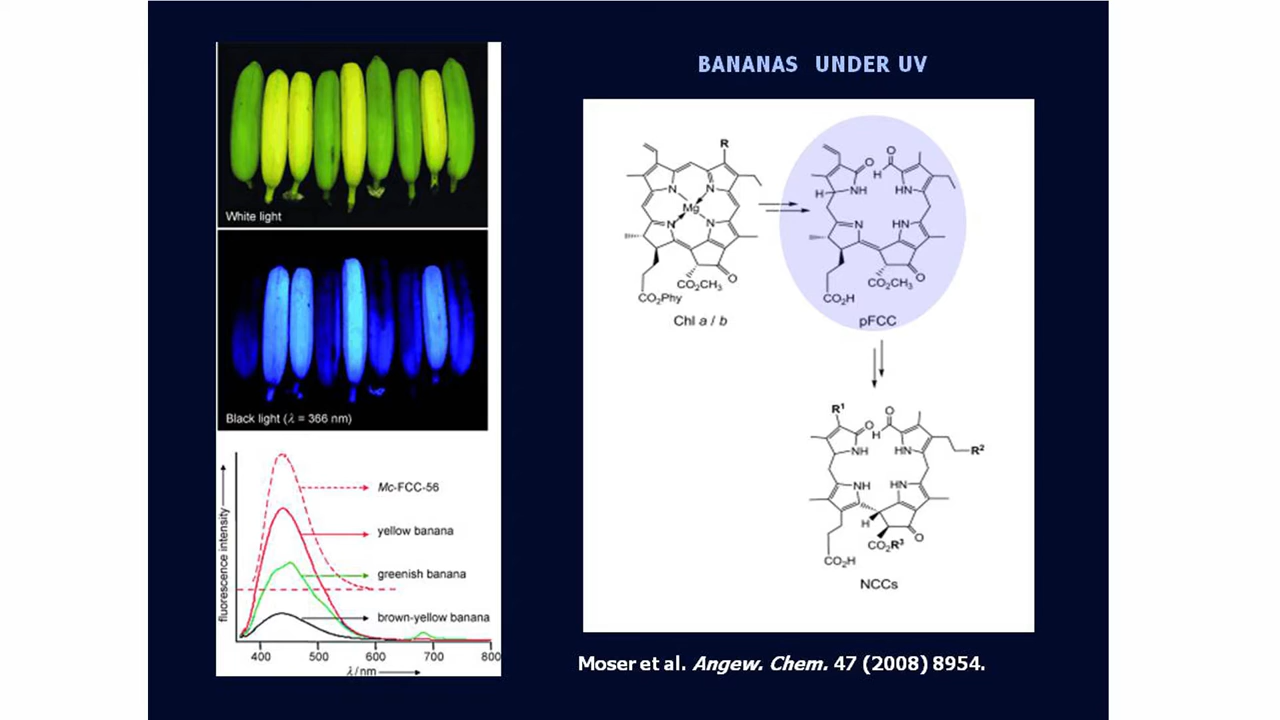 BANANAS UNDER UV
White light
Black light (λ = 366 nm)
fluorescence intensity
Mc-FCC-56
yellow banana
greenish banana
brown-yellow banana
400 500 600 700 800
λ/nm
R
N N
Mg
N N
O
CO₂CH₃
CO₂Phy
Chl a / b
O O
H
H NH HN
N HN
O
CO₂CH₃
CO₂H
pFCC
R¹
O O
H
NH HN R²
NH HN
H
O
CO₂R³
CO₂H
NCCs
Moser et al. Angew. Chem. 47 (2008) 8954.